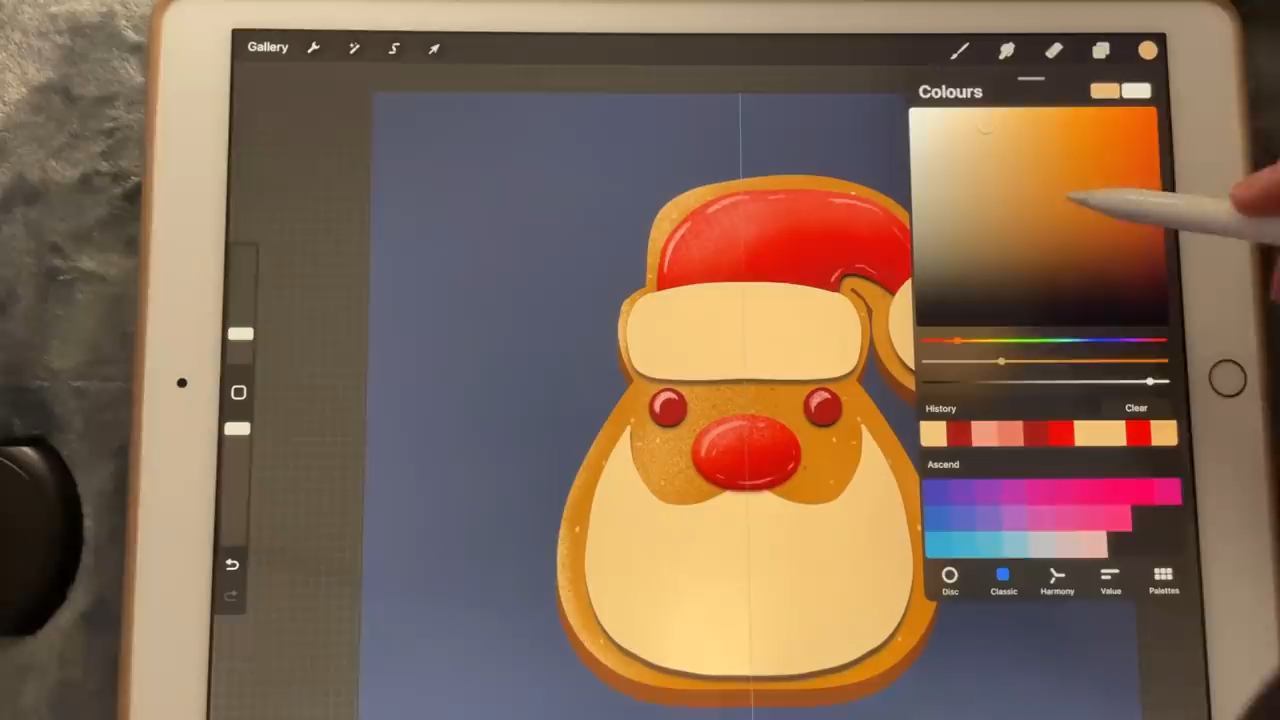 Gallery
Colours
History Clear
Ascend
Disc Classic Harmony Value Palettes